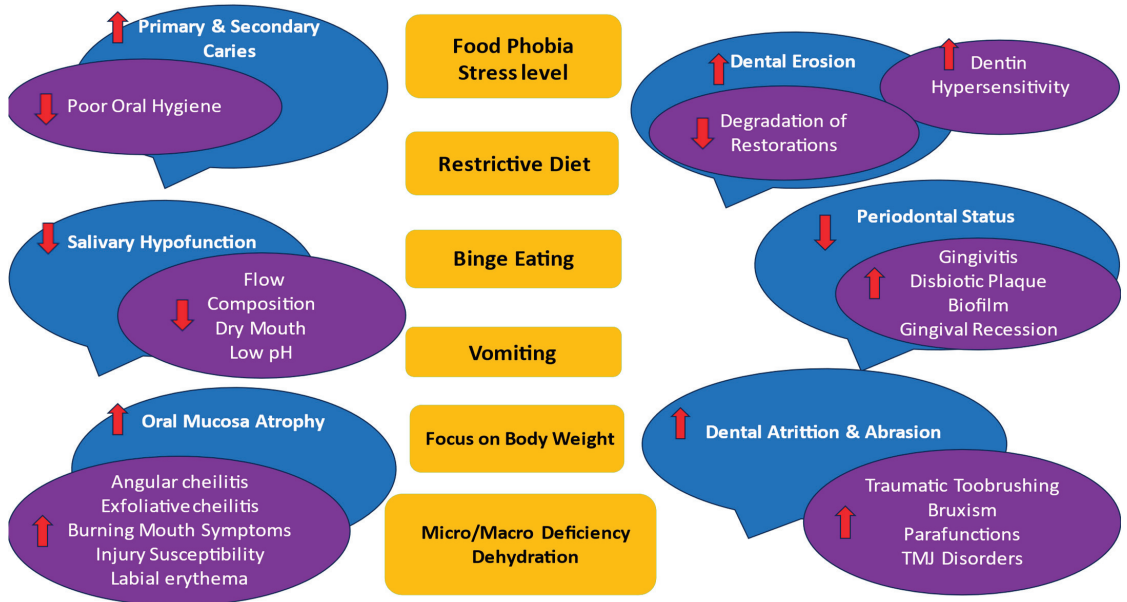 Primary & Secondary
Caries
Poor Oral Hygiene
Salivary Hypofunction
Flow
Composition
Dry Mouth
Low pH
Oral Mucosa Atrophy
Angular cheilitis
Exfoliative cheilitis
Burning Mouth Symptoms
Injury Susceptibility
Labial erythema
Food Phobia
Stress level
Restrictive Diet
Binge Eating
Vomiting
Focus on Body Weight
Micro/Macro Deficiency
Dehydration
Dental Erosion
Dentin
Hypersensitivity
Degradation of
Restorations
Periodontal Status
Gingivitis
Disbiotic Plaque
Biofilm
Gingival Recession
Dental Atrittion & Abrasion
Traumatic Toobrushing
Bruxism
Parafunctions
TMJ Disorders